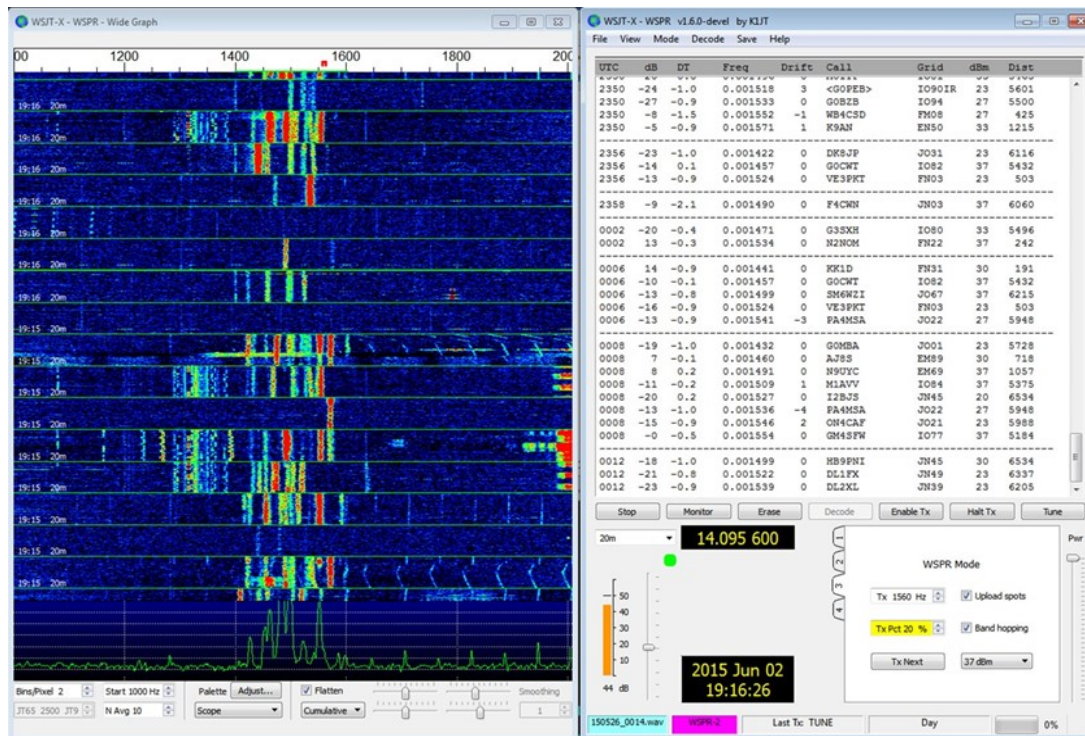 WSJT-X - WSPR - Wide Graph
1200 1400 1600 1800
19:16 20m
19:16 20m
19:16 20m
19:16 20m
19:16 20m
19:16 20m
19:16 20m
19:15 20m
19:15 20m
19:15 20m
19:15 20m
19:15 20m
19:15 20m
19:15 20m
19:15 20m
19:15 20m
Bins/Pixel 2 Start 1000 Hz Palette Adjust... Flatten Smoothing
JT65 2500 JT9 N Avg 10 Scope Cumulative 1
WSJT-X - WSPR v1.6.0-devel by K1JT
File View Mode Decode Save Help
UTC dB DT Freq Drift Call Grid dBm Dist
2350 -24 -1.0 0.001518 3 <G0PEB> IO90IR 23 5601
2350 -27 -0.9 0.001533 0 G0BZB IO94 27 5500
2350 -8 -1.5 0.001552 -1 WB4CSD FM08 27 425
2350 -5 -0.9 0.001571 1 K9AN EN50 33 1215
2356 -23 -1.0 0.001422 0 DK8JP JO31 23 6116
2356 -14 0.1 0.001457 0 G0CWT IO82 37 5432
2356 -13 -0.9 0.001524 0 VE3PKT FN03 23 503
2358 -9 -2.1 0.001490 0 F4CWN JN03 37 6060
0002 -20 -0.4 0.001471 0 G3SXH IO80 33 5496
0002 13 -0.3 0.001534 0 N2NOM FN22 37 242
0006 14 -0.9 0.001441 0 KK1D FN31 30 191
0006 -10 -0.1 0.001457 0 G0CWT IO82 37 5432
0006 -13 -0.8 0.001499 0 SM6WZI JO67 37 6215
0006 -16 -0.9 0.001524 0 VE3PKT FN03 23 503
0006 -13 -0.9 0.001541 -3 PA4MSA JO22 27 5948
0008 -19 -1.0 0.001432 0 G0MBA JO01 23 5728
0008 7 -0.1 0.001460 0 AJ8S EM89 30 718
0008 8 0.2 0.001491 0 N9UYC EM69 37 1057
0008 -11 -0.2 0.001509 1 M1AVV IO84 37 5375
0008 -20 0.2 0.001527 0 I2BJS JN45 20 6534
0008 -13 -1.0 0.001536 -4 PA4MSA JO22 27 5948
0008 -15 -0.9 0.001546 2 ON4CAF JO21 23 5988
0008 -0 -0.5 0.001554 0 GM4SFW IO77 37 5184
0012 -18 -1.0 0.001499 0 HB9PNI JN45 30 6534
0012 -21 -0.8 0.001522 0 DL1FX JN49 23 6337
0012 -23 -0.9 0.001539 0 DL2XL JN39 23 6205
Stop Monitor Erase Decode Enable Tx Halt Tx Tune
20m 14.095 600 Pwr
1
2
3
4
WSPR Mode
Tx 1560 Hz Upload spots
Tx Pct 20 % Band hopping
Tx Next 37 dBm
50
40
30
20
10
44 dB
2015 Jun 02
19:16:26
150526_0014.wav WSPR-2 Last Tx: TUNE Day 0%